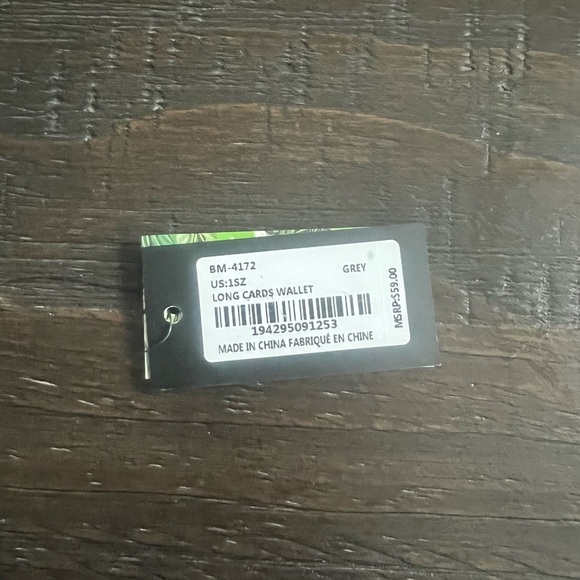 BM-4172 GREY
US:1SZ
LONG CARDS WALLET
194295091253
MADE IN CHINA FABRIQUÉ EN CHINE
MSRP:$59.00